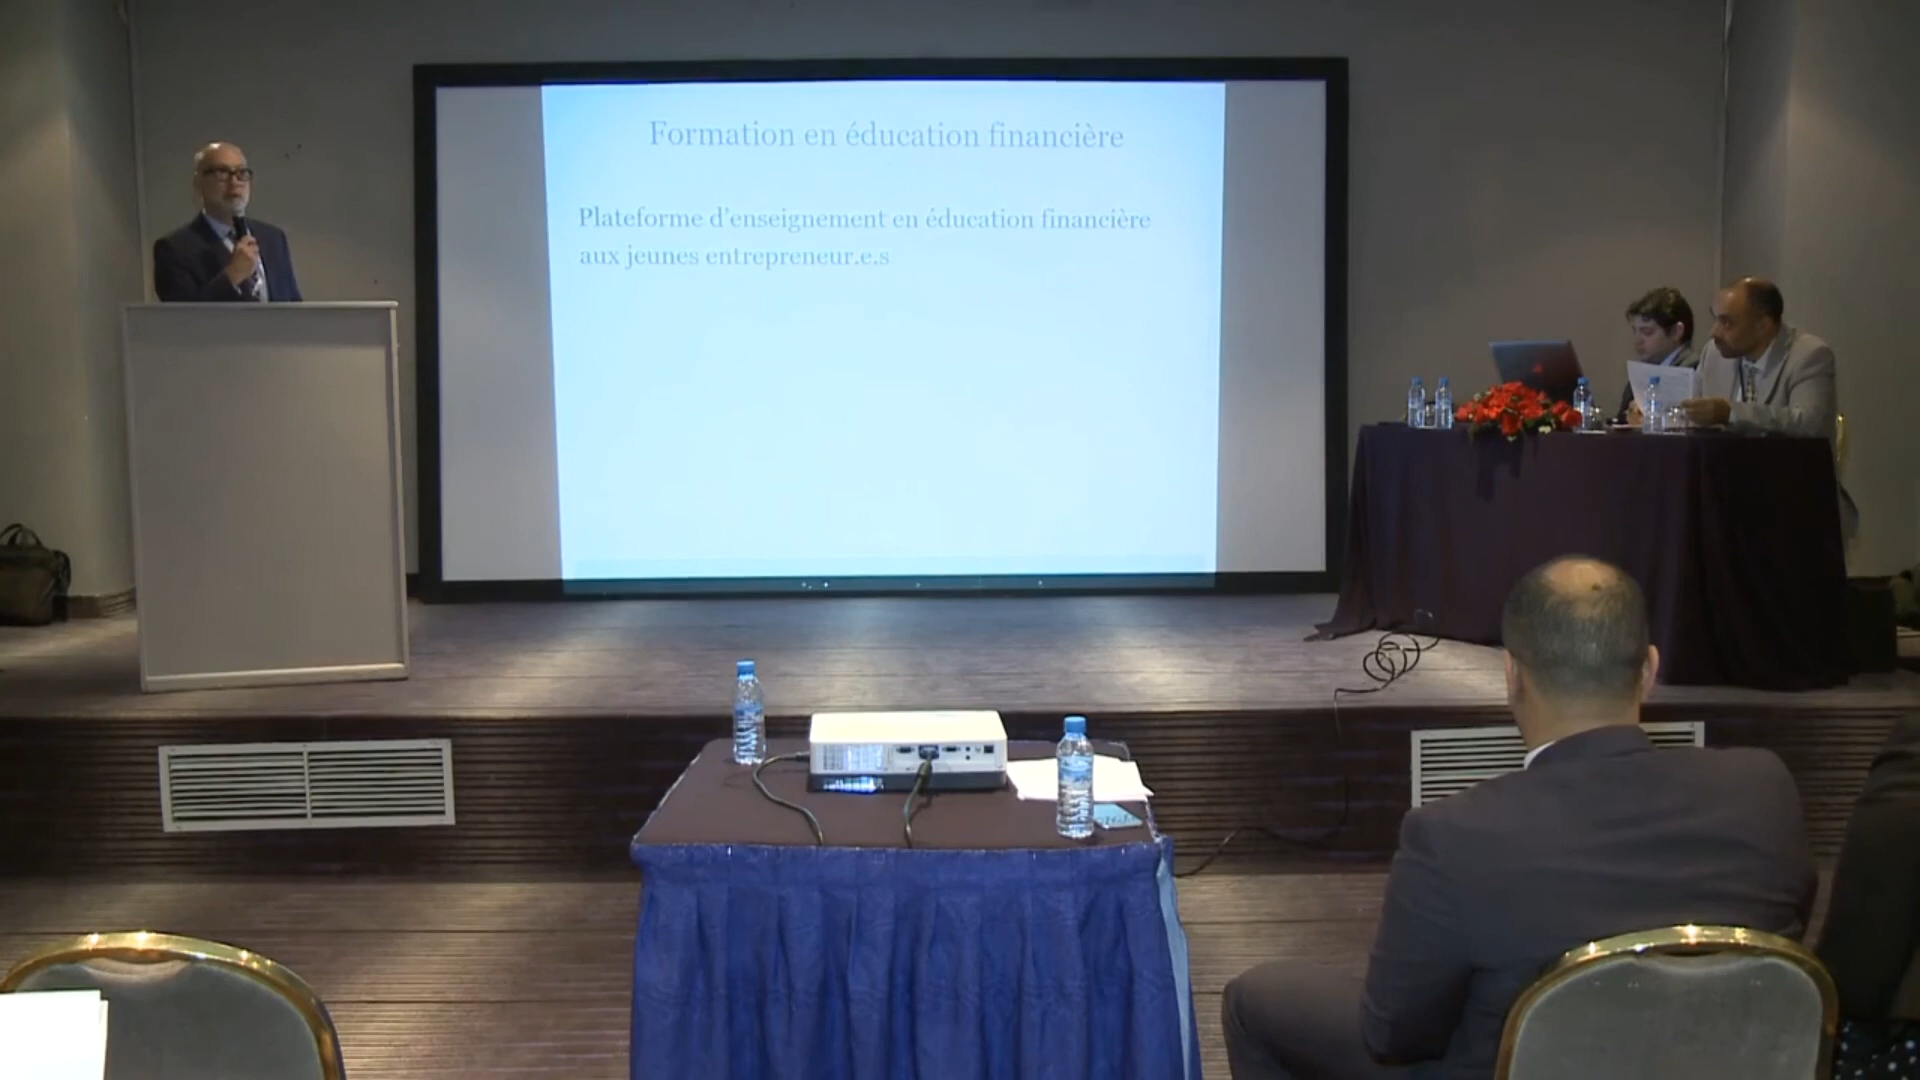 Formation en éducation financière
Plateforme d'enseignement en éducation financière
aux jeunes entrepreneur.e.s